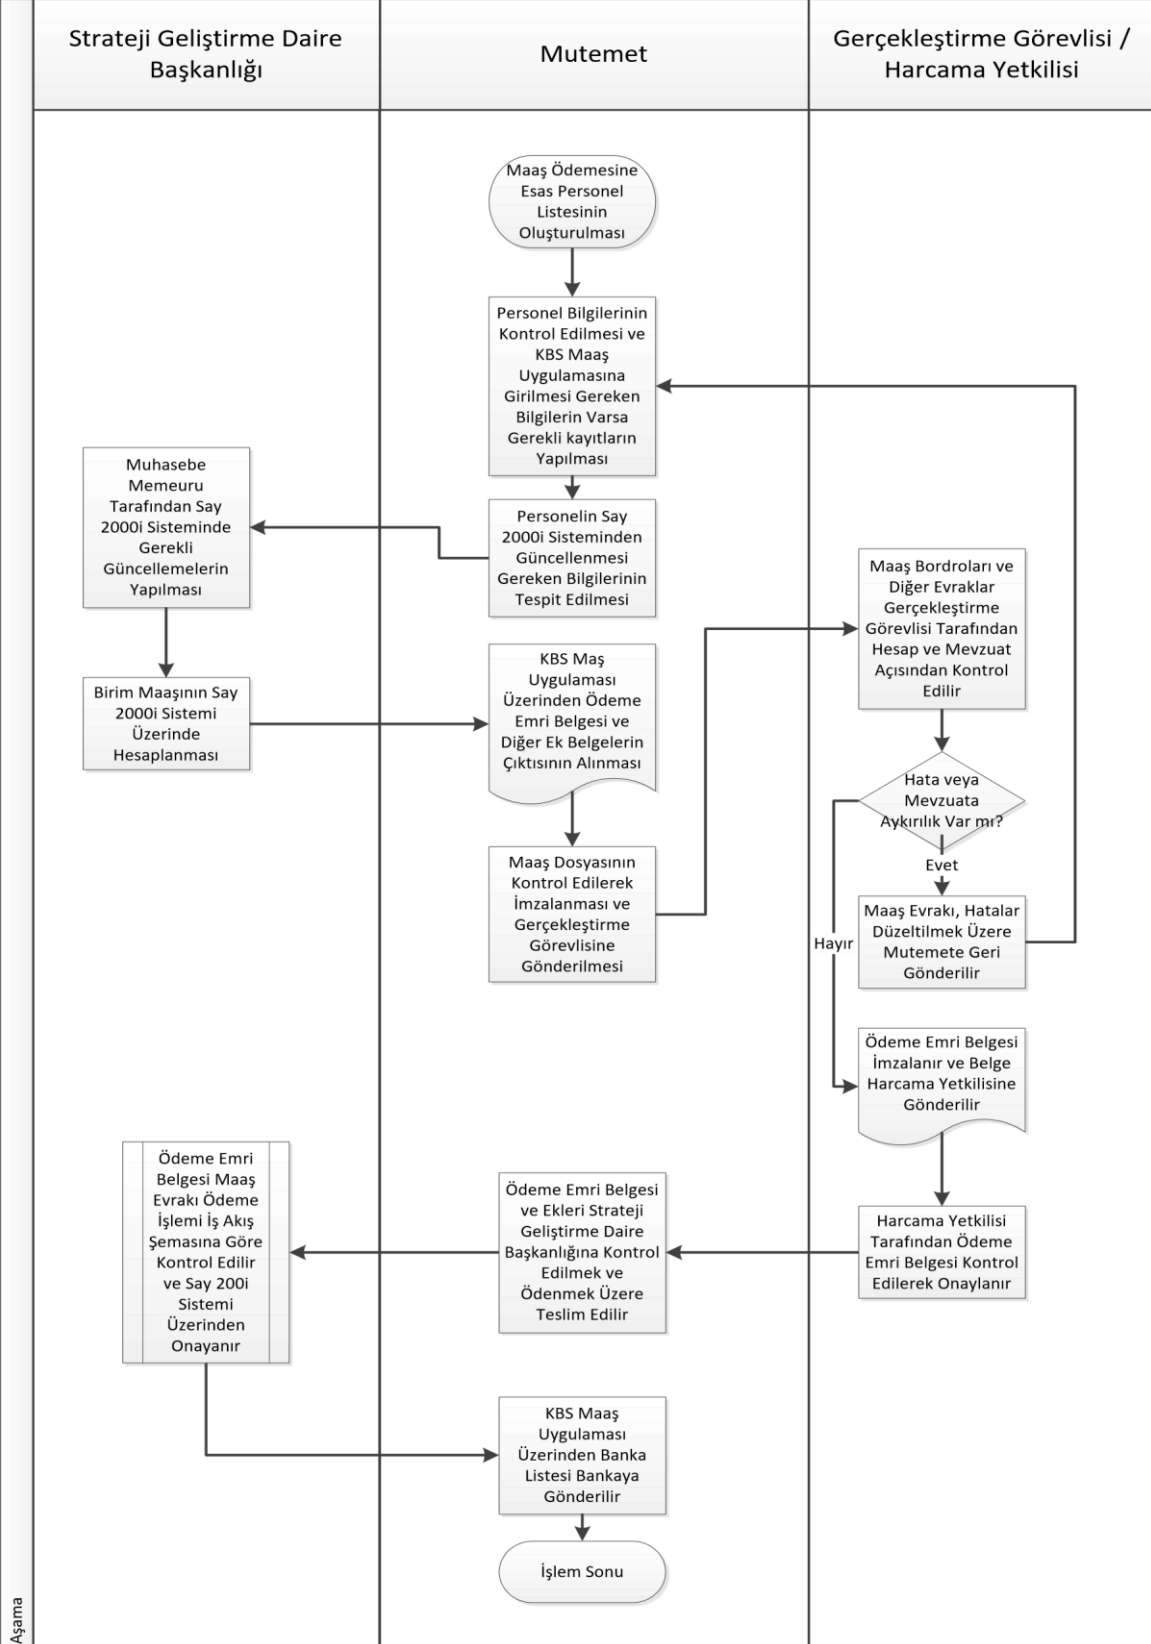 Strateji Geliştirme Daire
Başkanlığı
Mutemet
Gerçekleştirme Görevlisi /
Harcama Yetkilisi
Maaş Ödemesine
Esas Personel
Listesinin
Oluşturulması
Personel Bilgilerinin
Kontrol Edilmesi ve
KBS Maaş
Uygulamasına
Girilmesi Gereken
Bilgilerin Varsa
Gerekli kayıtların
Yapılması
Personelin Say
2000i Sisteminden
Güncellenmesi
Gereken Bilgilerinin
Tespit Edilmesi
Muhasebe
Memeuru
Tarafından Say
2000i Sisteminde
Gerekli
Güncellemelerin
Yapılması
Birim Maaşının Say
2000i Sistemi
Üzerinde
Hesaplanması
KBS Maş
Uygulaması
Üzerinden Ödeme
Emri Belgesi ve
Diğer Ek Belgelerin
Çıktısının Alınması
Maaş Dosyasının
Kontrol Edilerek
İmzalanması ve
Gerçekleştirme
Görevlisine
Gönderilmesi
Maaş Bordroları ve
Diğer Evraklar
Gerçekleştirme
Görevlisi Tarafından
Hesap ve Mevzuat
Açısından Kontrol
Edilir
Hata veya
Mevzuata
Aykırılık Var mı?
Evet
Maaş Evrakı, Hatalar
Düzeltilmek Üzere
Mutemete Geri
Gönderilir
Hayır
Ödeme Emri Belgesi
İmzalanır ve Belge
Harcama Yetkilisine
Gönderilir
Harcama Yetkilisi
Tarafından Ödeme
Emri Belgesi Kontrol
Edilerek Onaylanır
Ödeme Emri Belgesi
ve Ekleri Strateji
Geliştirme Daire
Başkanlığına Kontrol
Edilmek ve
Ödenmek Üzere
Teslim Edilir
Ödeme Emri
Belgesi Maaş
Evrakı Ödeme
İşlemi İş Akış
Şemasına Göre
Kontrol Edilir
ve Say 200i
Sistemi
Üzerinden
Onayanır
KBS Maaş
Uygulaması
Üzerinden Banka
Listesi Bankaya
Gönderilir
İşlem Sonu
Aşama